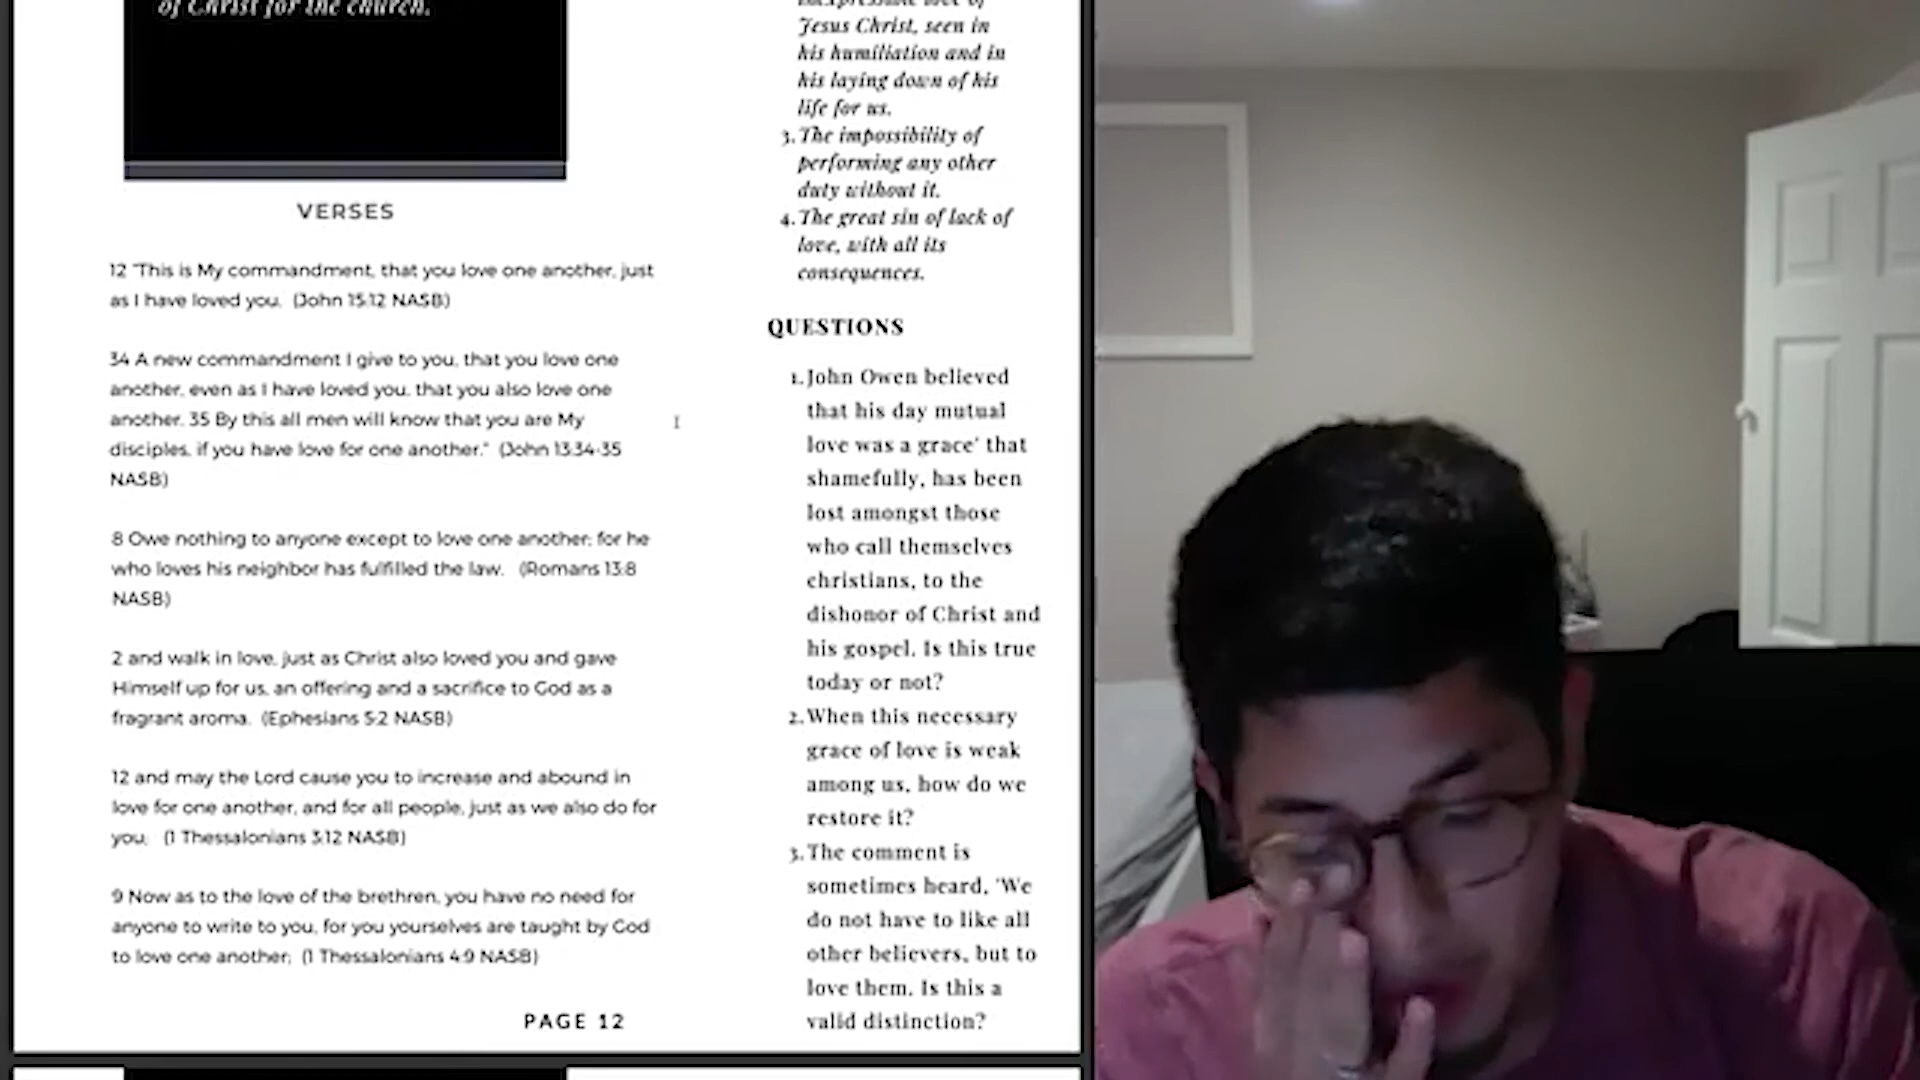 of Christ for the church.
VERSES
12 "This is My commandment, that you love one another, just
as I have loved you. (John 15:12 NASB)
34 A new commandment I give to you, that you love one
another, even as I have loved you, that you also love one
another. 35 By this all men will know that you are My
disciples, if you have love for one another." (John 13:34-35
NASB)
8 Owe nothing to anyone except to love one another; for he
who loves his neighbor has fulfilled the law. (Romans 13:8
NASB)
2 and walk in love, just as Christ also loved you and gave
Himself up for us, an offering and a sacrifice to God as a
fragrant aroma. (Ephesians 5:2 NASB)
12 and may the Lord cause you to increase and abound in
love for one another, and for all people, just as we also do for
you; (1 Thessalonians 3:12 NASB)
9 Now as to the love of the brethren, you have no need for
anyone to write to you, for you yourselves are taught by God
to love one another; (1 Thessalonians 4:9 NASB)
PAGE 12
love of
Jesus Christ, seen in
his humiliation and in
his laying down of his
life for us.
3. The impossibility of
performing any other
duty without it.
4. The great sin of lack of
love, with all its
consequences.
QUESTIONS
1. John Owen believed
that his day mutual
love was a grace' that
shamefully, has been
lost amongst those
who call themselves
christians, to the
dishonor of Christ and
his gospel. Is this true
today or not?
2. When this necessary
grace of love is weak
among us, how do we
restore it?
3. The comment is
sometimes heard, 'We
do not have to like all
other believers, but to
love them. Is this a
valid distinction?